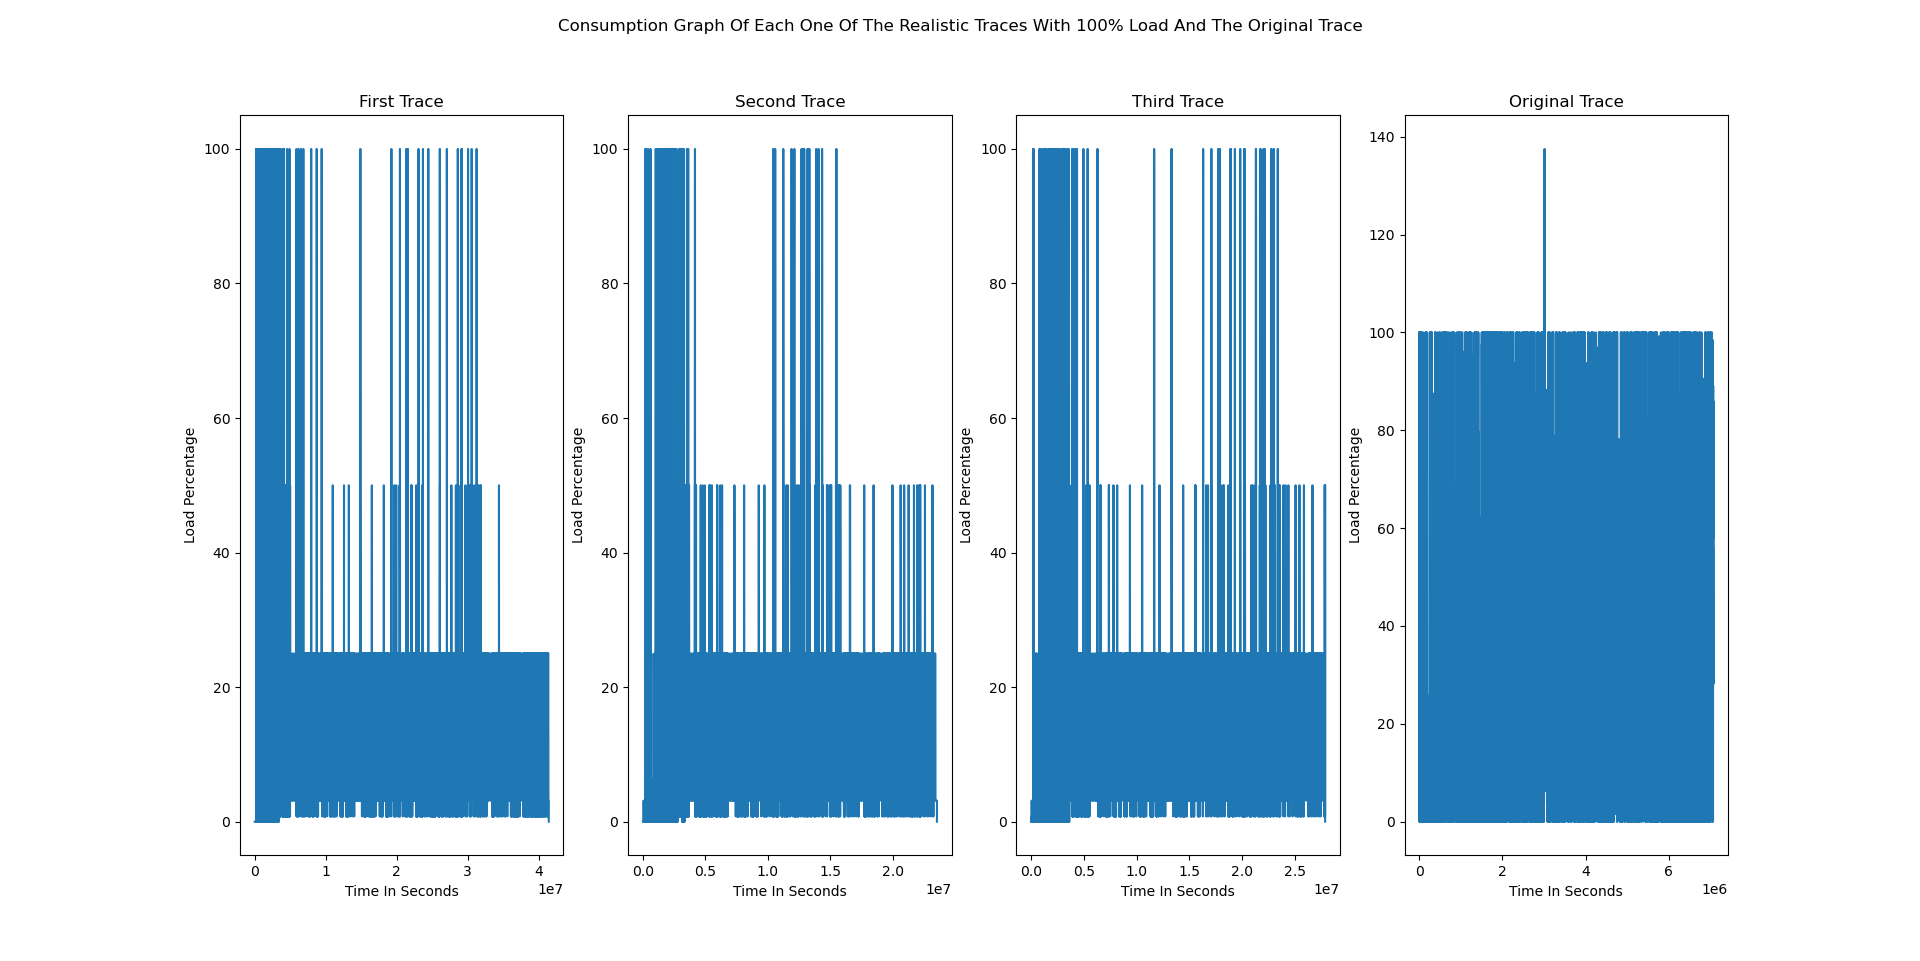 Consumption Graph Of Each One Of The Realistic Traces With 100% Load And The Original Trace
First Trace
100
80
60
40
20
0
Load Percentage
0 1 2 3 4
1e7
Time In Seconds
Second Trace
100
80
60
40
20
0
Load Percentage
0.0 0.5 1.0 1.5 2.0
1e7
Time In Seconds
Third Trace
100
80
60
40
20
0
Load Percentage
0.0 0.5 1.0 1.5 2.0 2.5
1e7
Time In Seconds
Original Trace
140
120
100
80
60
40
20
0
Load Percentage
0 2 4 6
1e6
Time In Seconds